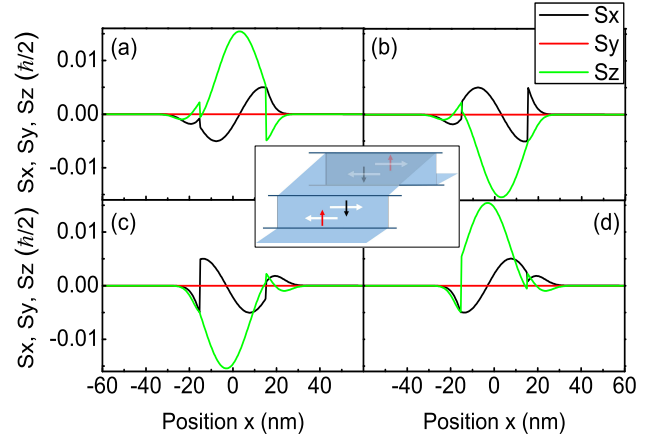 (a)
(b)
Sx
Sy
Sz
0.01
0.00
-0.01
Sx, Sy, Sz (ℏ/2)
(c)
(d)
0.01
0.00
-0.01
Sx, Sy, Sz (ℏ/2)
-60 -40 -20 0 20 40
-40 -20 0 20 40 60
Position x (nm)
Position x (nm)